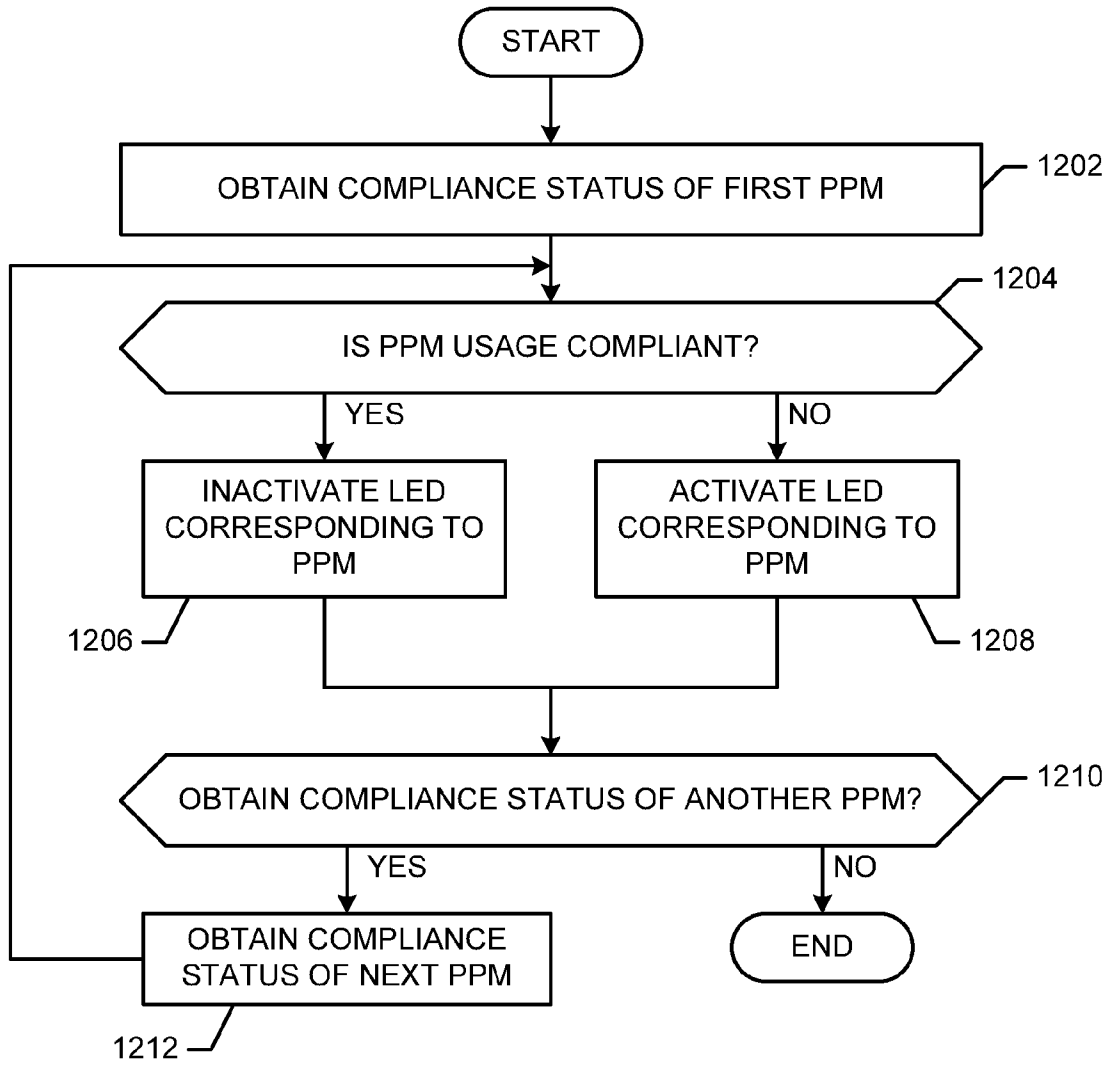 START
OBTAIN COMPLIANCE STATUS OF FIRST PPM
1202
1204
IS PPM USAGE COMPLIANT?
YES
NO
INACTIVATE LED
CORRESPONDING TO
PPM
ACTIVATE LED
CORRESPONDING TO
PPM
1206
1208
OBTAIN COMPLIANCE STATUS OF ANOTHER PPM?
1210
YES
NO
OBTAIN COMPLIANCE
STATUS OF NEXT PPM
END
1212